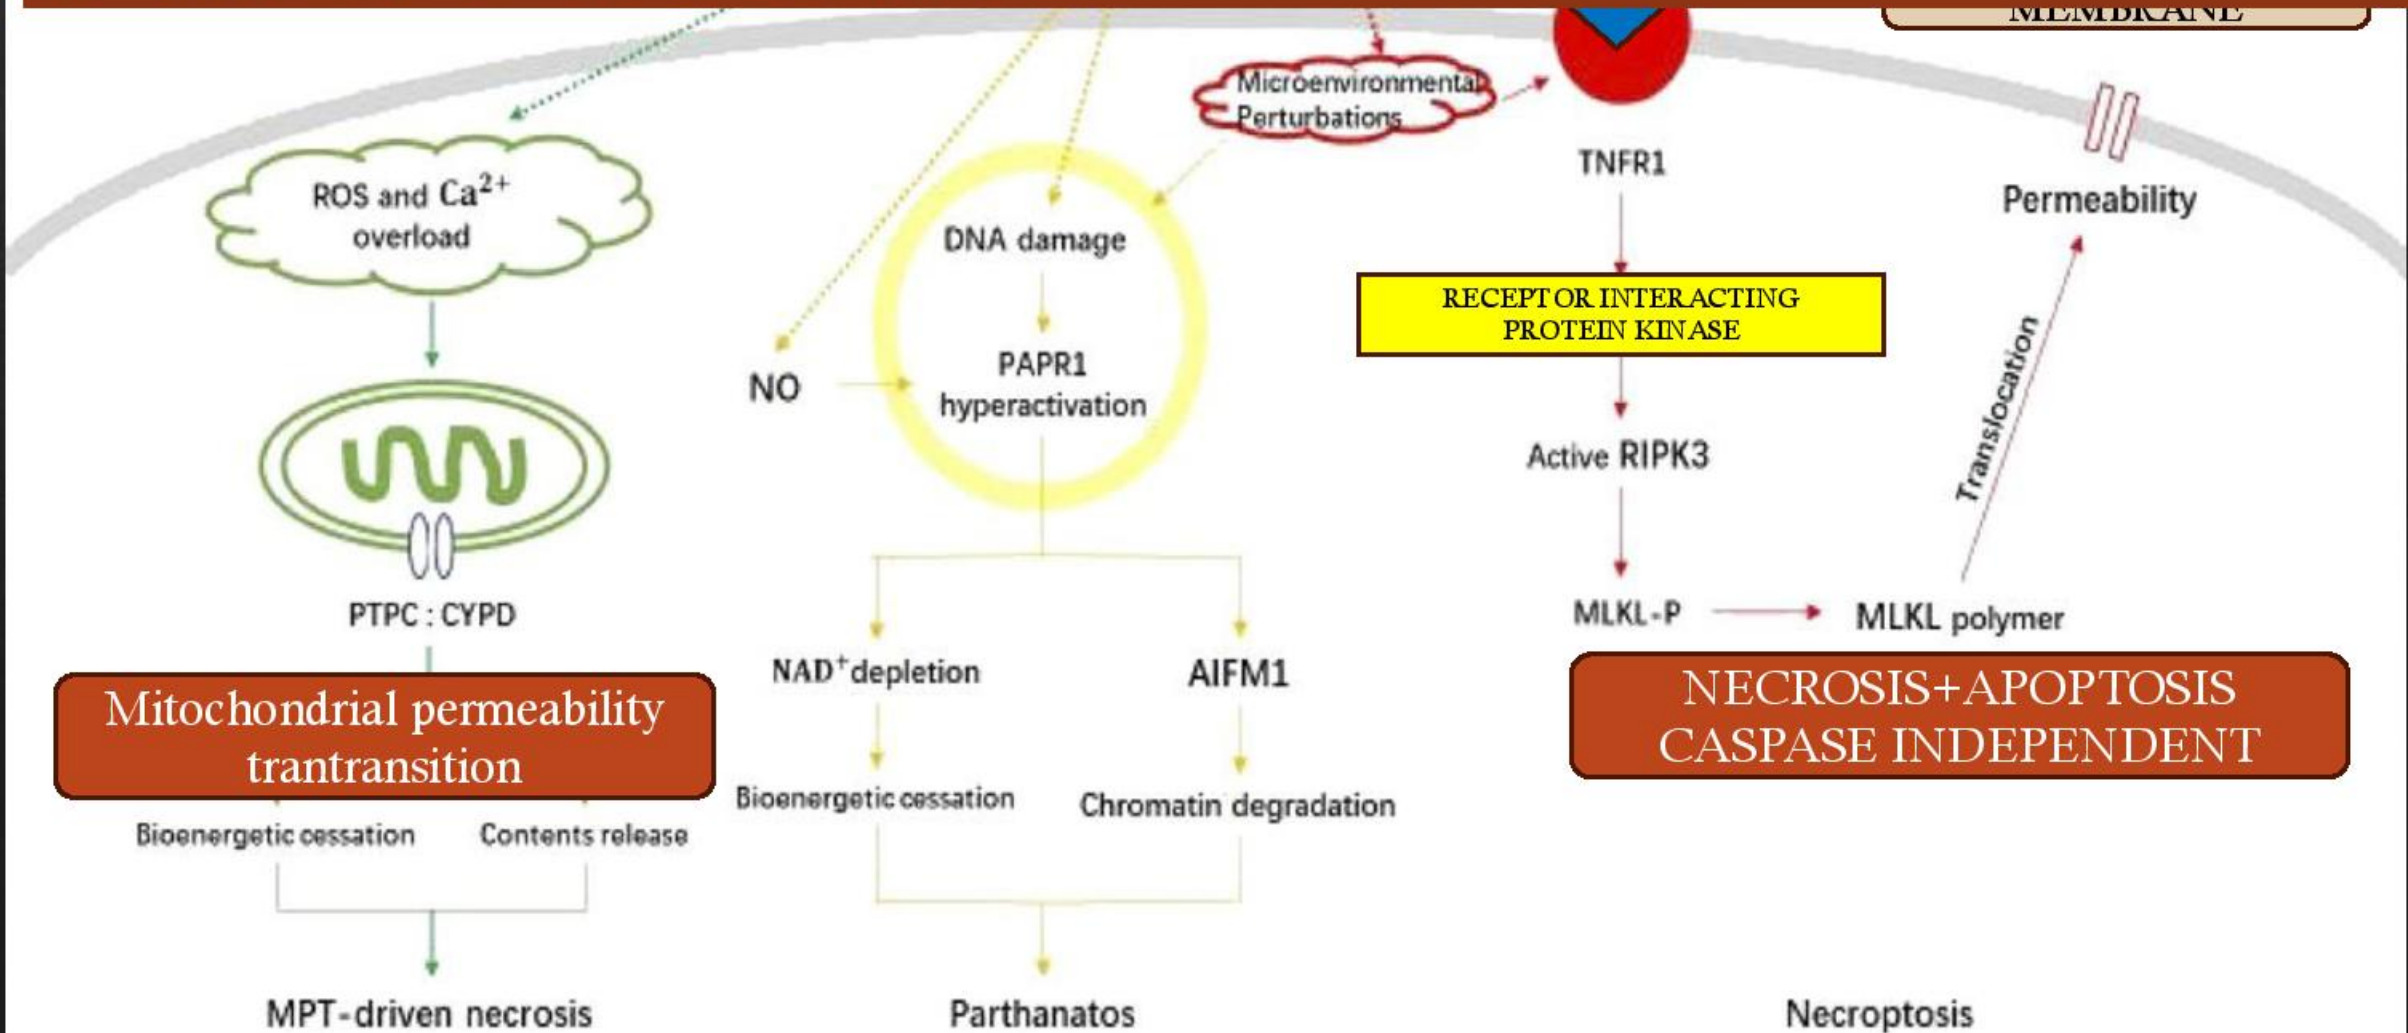 MEMBRANE
Microenvironmental
Perturbations
ROS and Ca²⁺
overload
TNFR1
Permeability
DNA damage
RECEPTOR INTERACTING
PROTEIN KINASE
PAPR1
hyperactivation
NO
Active RIPK3
Translocation
PTPC : CYPD
MLKL-P
MLKL polymer
NAD⁺depletion
AIFM1
Mitochondrial permeability
trantransition
NECROSIS+APOPTOSIS
CASPASE INDEPENDENT
Bioenergetic cessation
Chromatin degradation
Bioenergetic cessation
Contents release
MPT-driven necrosis
Parthanatos
Necroptosis